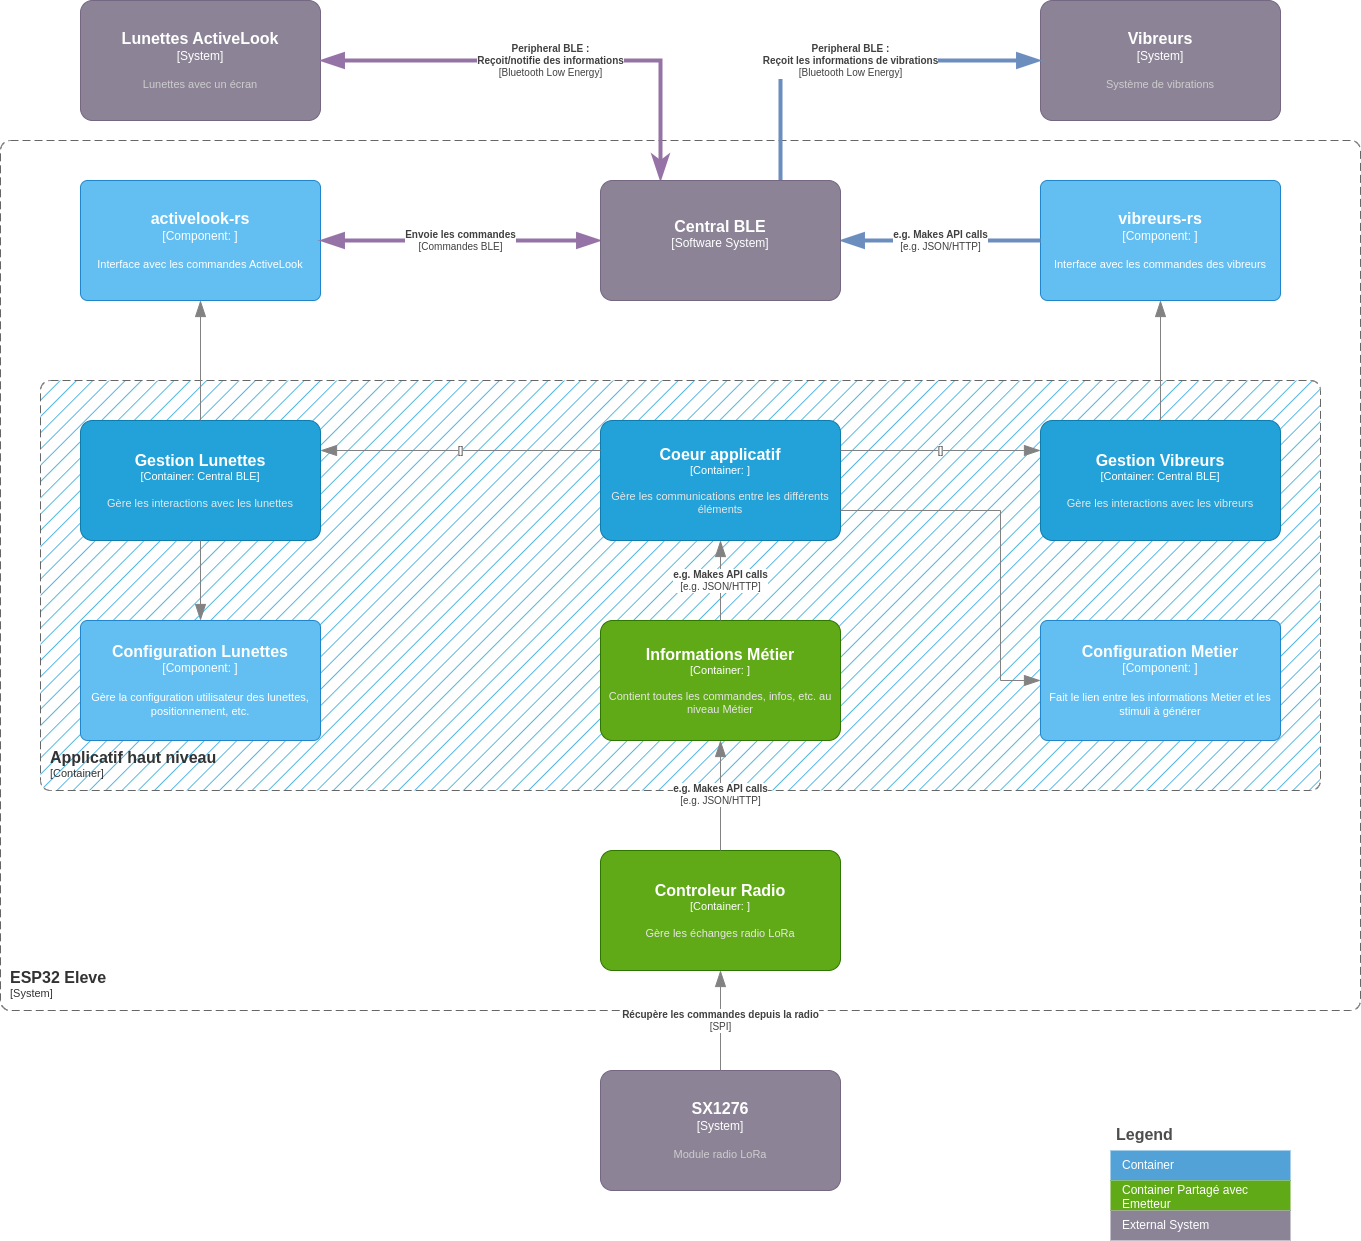 Lunettes ActiveLook
[System]
Lunettes avec un écran
Peripheral BLE :
Reçoit/notifie des informations
[Bluetooth Low Energy]
Peripheral BLE :
Reçoit les informations de vibrations
[Bluetooth Low Energy]
Vibreurs
[System]
Système de vibrations
activelook-rs
[Component: ]
Interface avec les commandes ActiveLook
Envoie les commandes
[Commandes BLE]
Central BLE
[Software System]
e.g. Makes API calls
[e.g. JSON/HTTP]
vibreurs-rs
[Component: ]
Interface avec les commandes des vibreurs
Gestion Lunettes
[Container: Central BLE]
Gère les interactions avec les lunettes
[]
Coeur applicatif
[Container: ]
Gère les communications entre les différents
éléments
[]
Gestion Vibreurs
[Container: Central BLE]
Gère les interactions avec les vibreurs
e.g. Makes API calls
[e.g. JSON/HTTP]
Configuration Lunettes
[Component: ]
Gère la configuration utilisateur des lunettes,
positionnement, etc.
Informations Métier
[Container: ]
Contient toutes les commandes, infos, etc. au
niveau Métier
Configuration Metier
[Component: ]
Fait le lien entre les informations Metier et les
stimuli à générer
Applicatif haut niveau
[Container]
e.g. Makes API calls
[e.g. JSON/HTTP]
Controleur Radio
[Container: ]
Gère les échanges radio LoRa
ESP32 Eleve
[System]
Récupère les commandes depuis la radio
[SPI]
SX1276
[System]
Module radio LoRa
Legend
Container
Container Partagé avec
Emetteur
External System